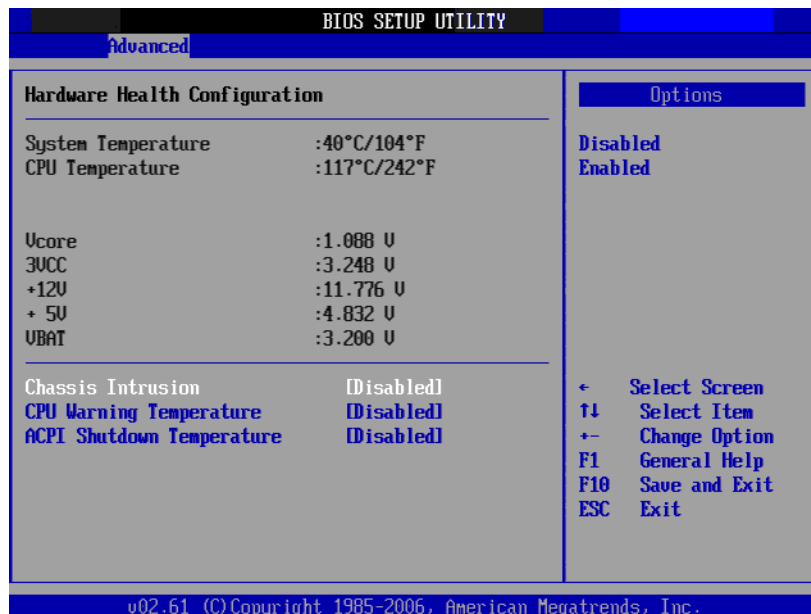 BIOS SETUP UTILITY
Advanced
Hardware Health Configuration
System Temperature :40°C/104°F
CPU Temperature :117°C/242°F
Vcore :1.088 V
3VCC :3.248 V
+12V :11.776 V
+ 5V :4.832 V
VBAT :3.200 V
Chassis Intrusion [Disabled]
CPU Warning Temperature [Disabled]
ACPI Shutdown Temperature [Disabled]
Options
Disabled
Enabled
← Select Screen
↑↓ Select Item
+- Change Option
F1 General Help
F10 Save and Exit
ESC Exit
v02.61 (C)Copyright 1985-2006, American Megatrends, Inc.